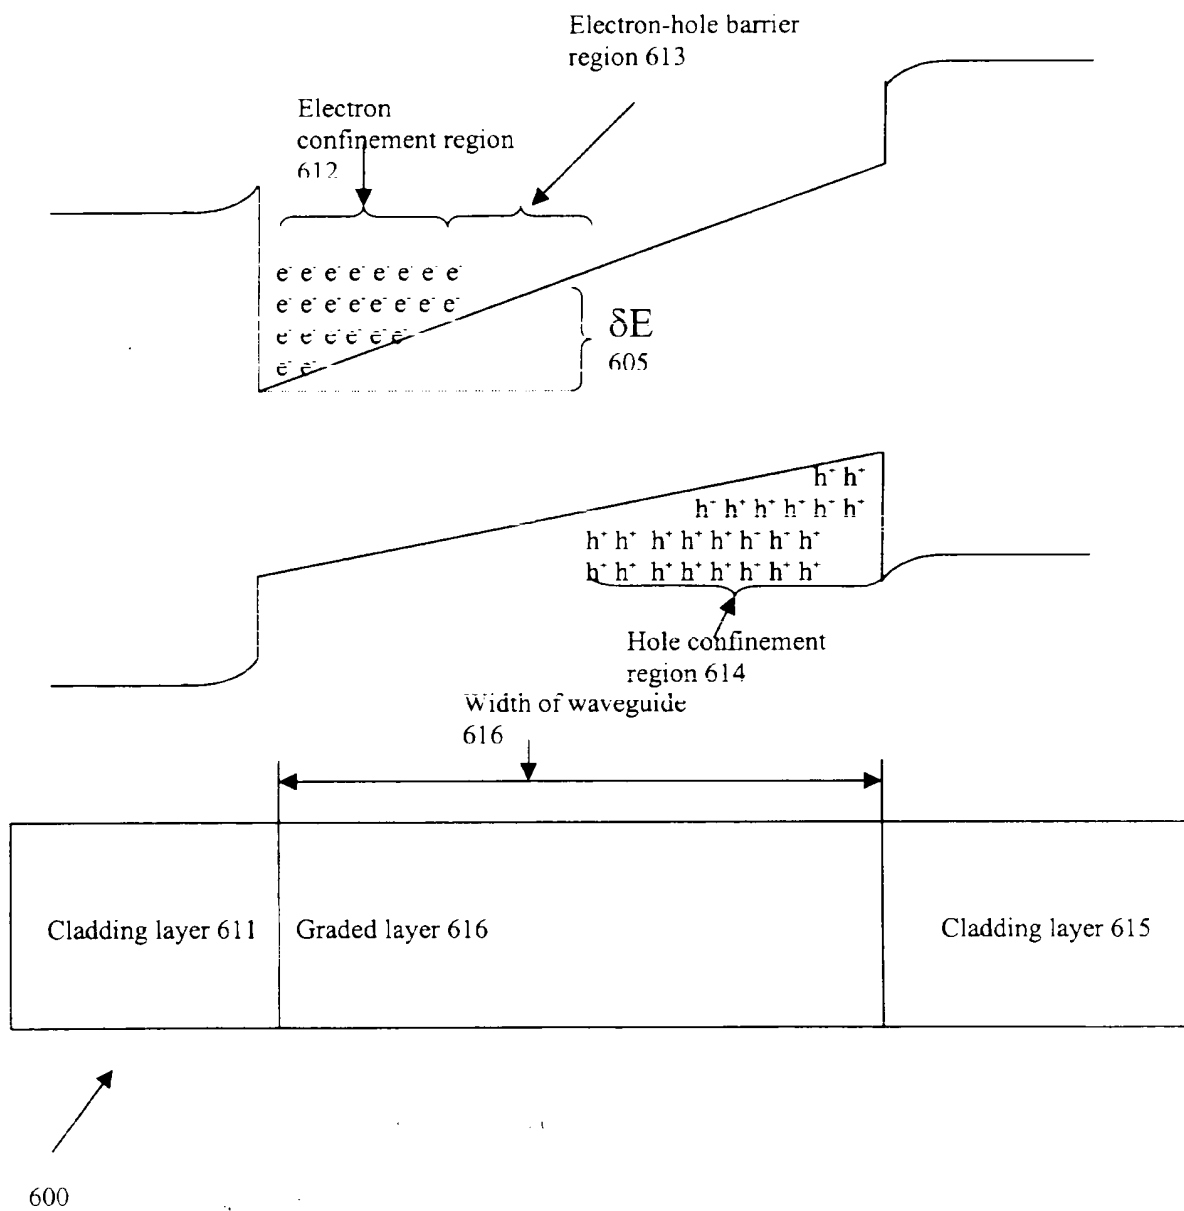 Electron-hole barrier
region 613
Electron
confinement region
612
e⁻ e⁻ e⁻ e⁻ e⁻ e⁻ e⁻ e⁻
e⁻ e⁻ e⁻ e⁻ e⁻ e⁻ e⁻ e⁻
e⁻ e⁻ e⁻ e⁻ e⁻ e⁻
e⁻ e⁻
δE
605
h⁺ h⁺
h⁺ h⁺ h⁺ h⁺ h⁺ h⁺
h⁺ h⁺ h⁺ h⁺ h⁺ h⁺ h⁺ h⁺
h⁺ h⁺ h⁺ h⁺ h⁺ h⁺ h⁺ h⁺
Hole confinement
region 614
Width of waveguide
616
Cladding layer 611
Graded layer 616
Cladding layer 615
600